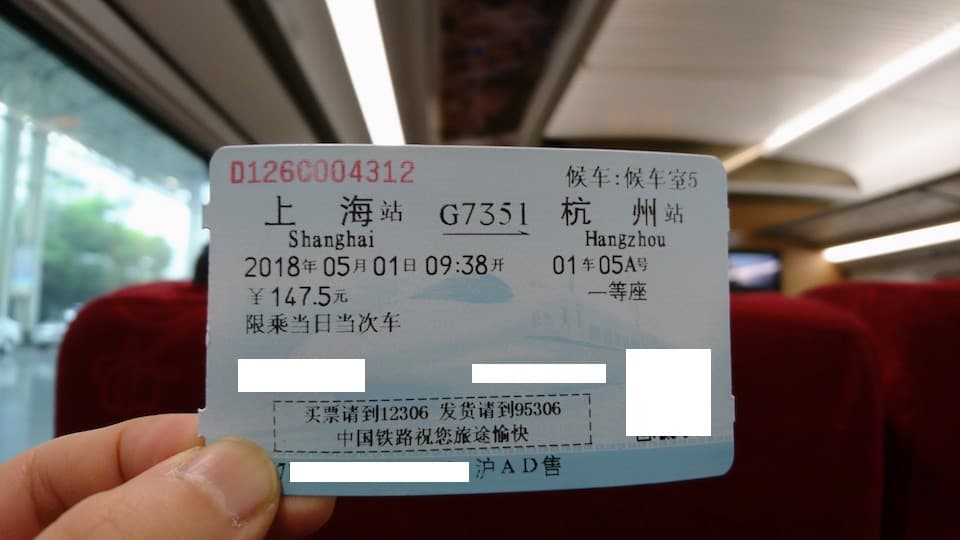 D126C004312 候车:候车室5
上海站 G7351 杭州站
Shanghai Hangzhou
2018年05月01日09:38开 01车05A号
￥147.5元 一等座
限乘当日当次车
买票请到12306 发货请到95306
中国铁路祝您旅途愉快
沪AD售